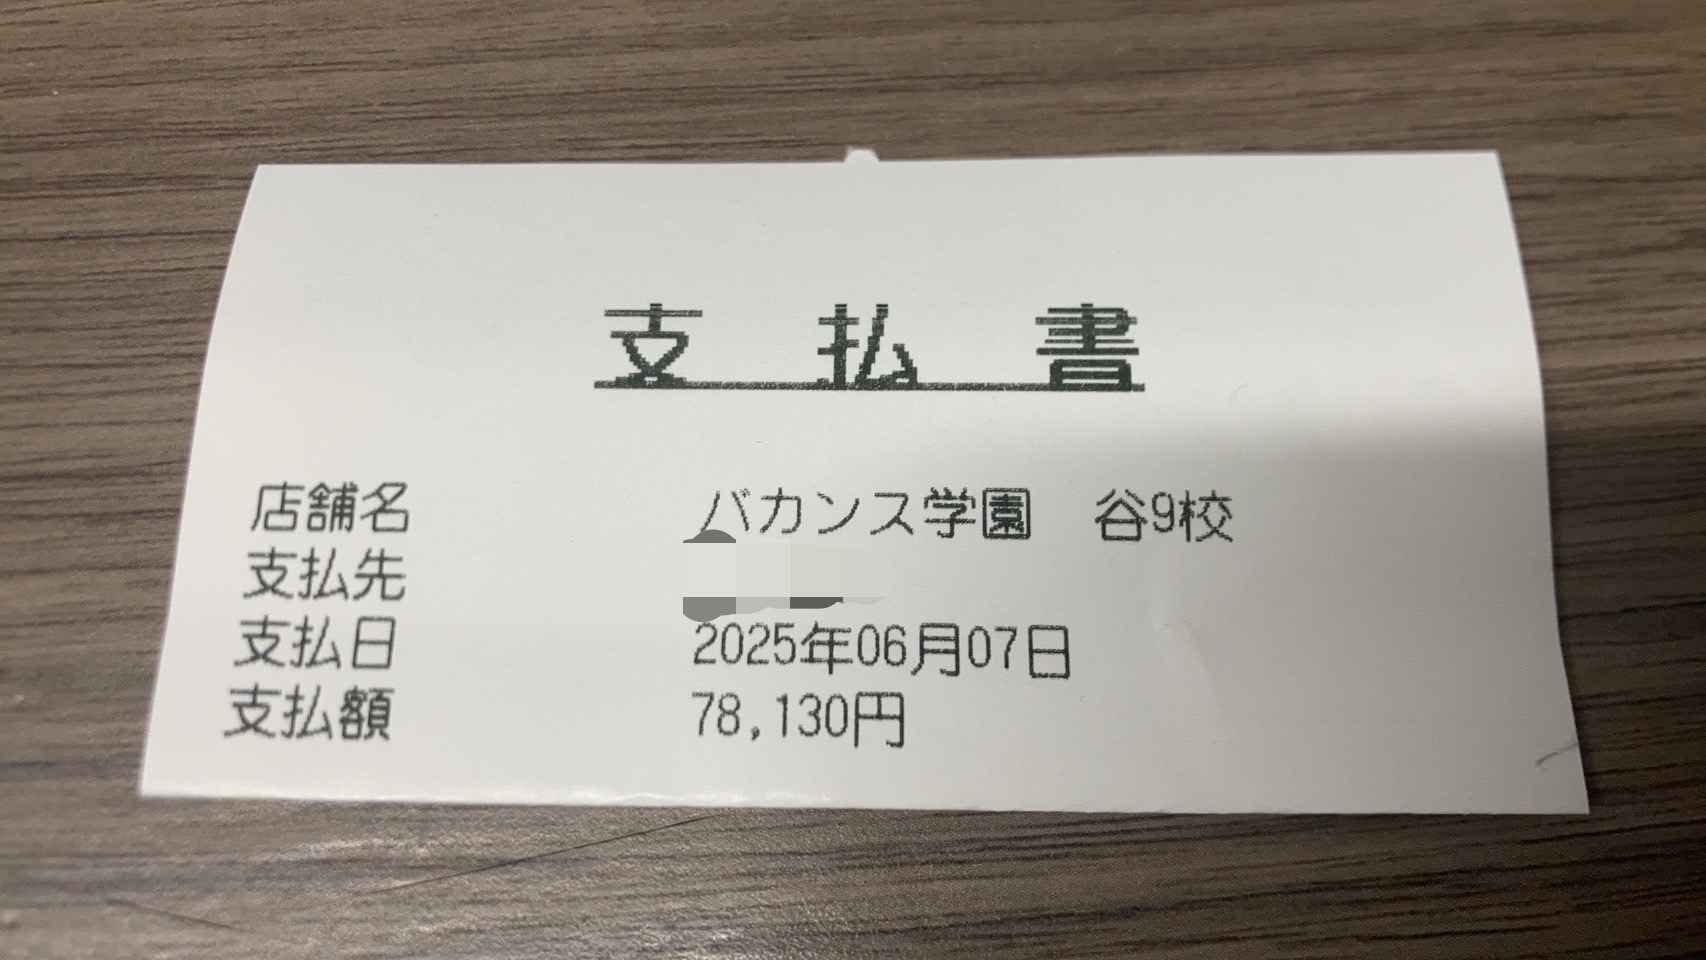 支払書
店舗名 バカンス学園 谷9校
支払先
支払日 2025年06月07日
支払額 78,130円